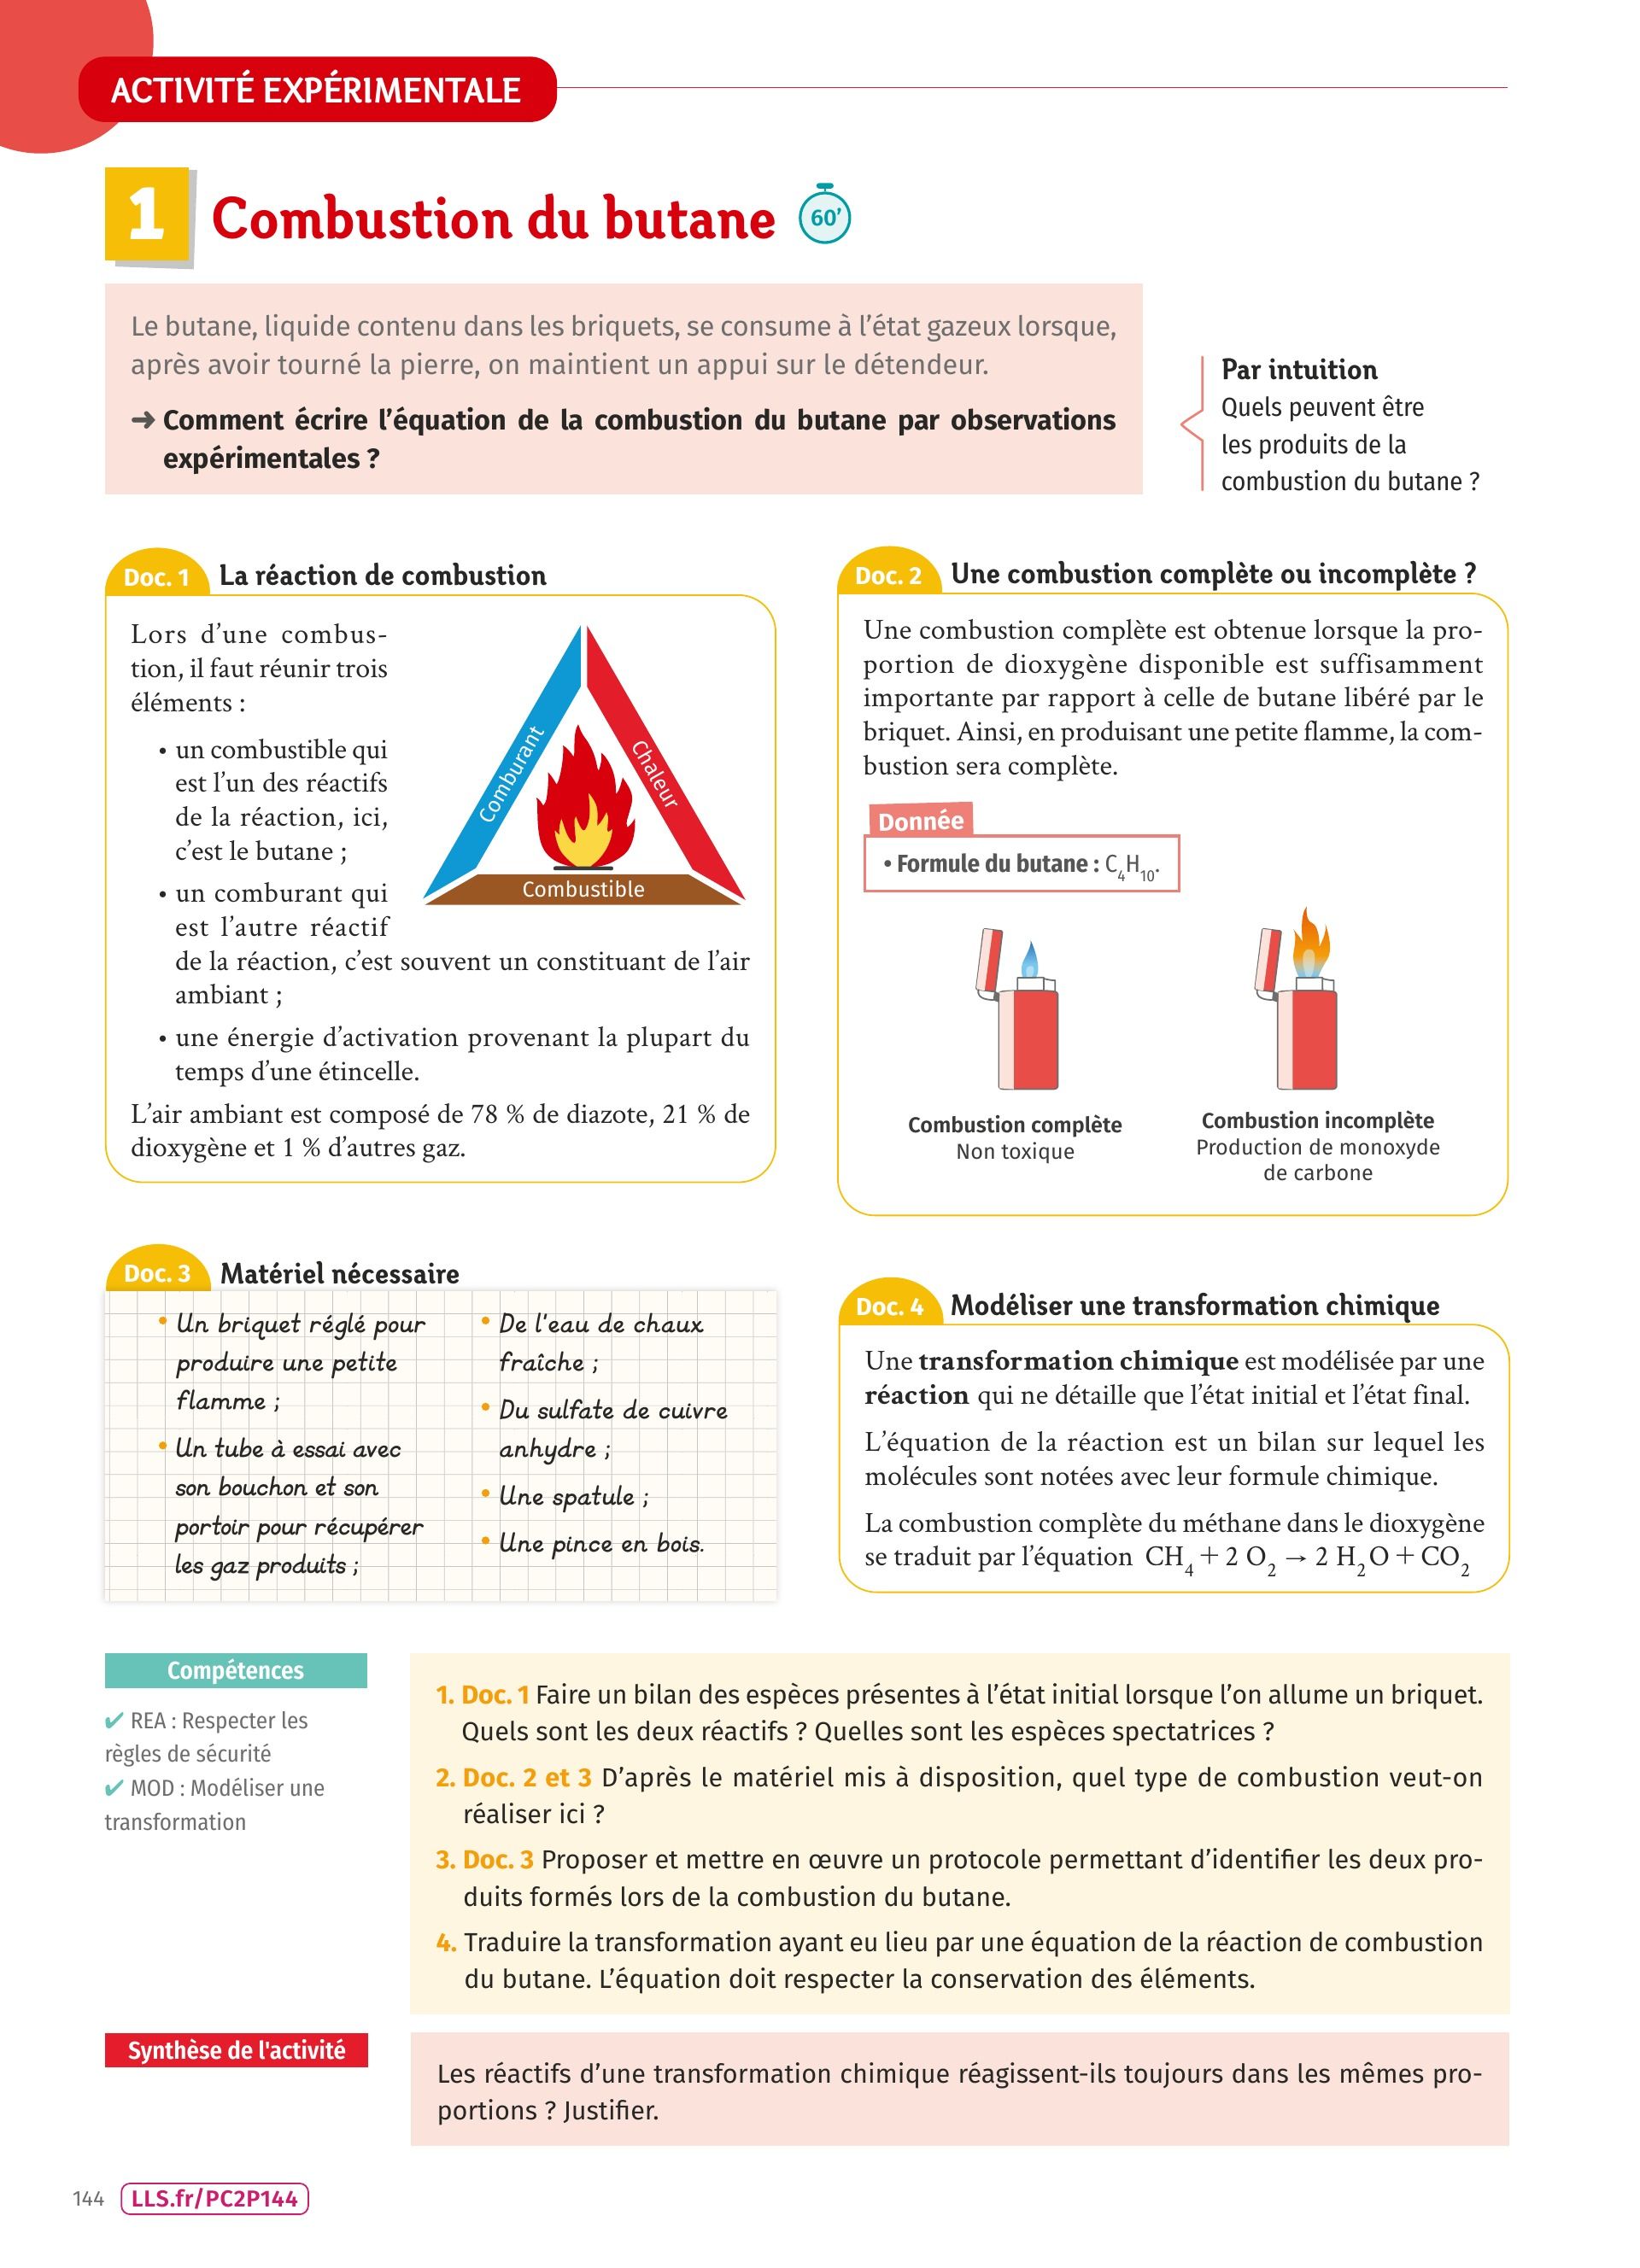 ACTIVITÉ EXPÉRIMENTALE
1 Combustion du butane 60’
Le butane, liquide contenu dans les briquets, se consume à l’état gazeux lorsque,
après avoir tourné la pierre, on maintient un appui sur le détendeur.
➜ Comment écrire l’équation de la combustion du butane par observations
expérimentales ?
Par intuition
Quels peuvent être
les produits de la
combustion du butane ?
Doc. 1 La réaction de combustion
Lors d’une combus-
tion, il faut réunir trois
éléments :
• un combustible qui
est l’un des réactifs
de la réaction, ici,
c’est le butane ;
• un comburant qui
est l’autre réactif
de la réaction, c’est souvent un constituant de l’air
ambiant ;
• une énergie d’activation provenant la plupart du
temps d’une étincelle.
L’air ambiant est composé de 78 % de diazote, 21 % de
dioxygène et 1 % d’autres gaz.
Comburant
Chaleur
Combustible
Doc. 2 Une combustion complète ou incomplète ?
Une combustion complète est obtenue lorsque la pro-
portion de dioxygène disponible est suffisamment
importante par rapport à celle de butane libéré par le
briquet. Ainsi, en produisant une petite flamme, la com-
bustion sera complète.
Donnée
• Formule du butane : C₄H₁₀.
Combustion complète
Non toxique
Combustion incomplète
Production de monoxyde
de carbone
Doc. 3 Matériel nécessaire
• Un briquet réglé pour
produire une petite
flamme ;
• Un tube à essai avec
son bouchon et son
portoir pour récupérer
les gaz produits ;
• De l’eau de chaux
fraîche ;
• Du sulfate de cuivre
anhydre ;
• Une spatule ;
• Une pince en bois.
Doc. 4 Modéliser une transformation chimique
Une transformation chimique est modélisée par une
réaction qui ne détaille que l’état initial et l’état final.
L’équation de la réaction est un bilan sur lequel les
molécules sont notées avec leur formule chimique.
La combustion complète du méthane dans le dioxygène
se traduit par l’équation CH₄ + 2 O₂ → 2 H₂O + CO₂
Compétences
✔ REA : Respecter les
règles de sécurité
✔ MOD : Modéliser une
transformation
1. Doc. 1 Faire un bilan des espèces présentes à l’état initial lorsque l’on allume un briquet.
Quels sont les deux réactifs ? Quelles sont les espèces spectatrices ?
2. Doc. 2 et 3 D’après le matériel mis à disposition, quel type de combustion veut-on
réaliser ici ?
3. Doc. 3 Proposer et mettre en œuvre un protocole permettant d’identifier les deux pro-
duits formés lors de la combustion du butane.
4. Traduire la transformation ayant eu lieu par une équation de la réaction de combustion
du butane. L’équation doit respecter la conservation des éléments.
Synthèse de l'activité
Les réactifs d’une transformation chimique réagissent-ils toujours dans les mêmes pro-
portions ? Justifier.
144 LLS.fr/PC2P144